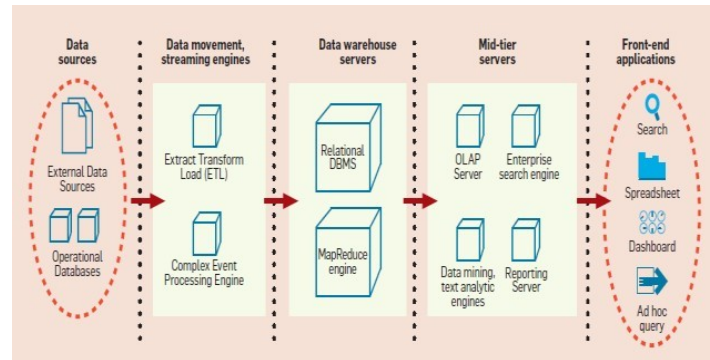 Data
sources
Data movement,
streaming engines
Data warehouse
servers
Mid-tier
servers
Front-end
applications
External Data
Sources
Operational
Databases
Extract Transform
Load (ETL)
Complex Event
Processing Engine
Relational
DBMS
MapReduce
engine
OLAP
Server
Enterprise
search engine
Data mining,
text analytic
engines
Reporting
Server
Search
Spreadsheet
Dashboard
Ad hoc
query